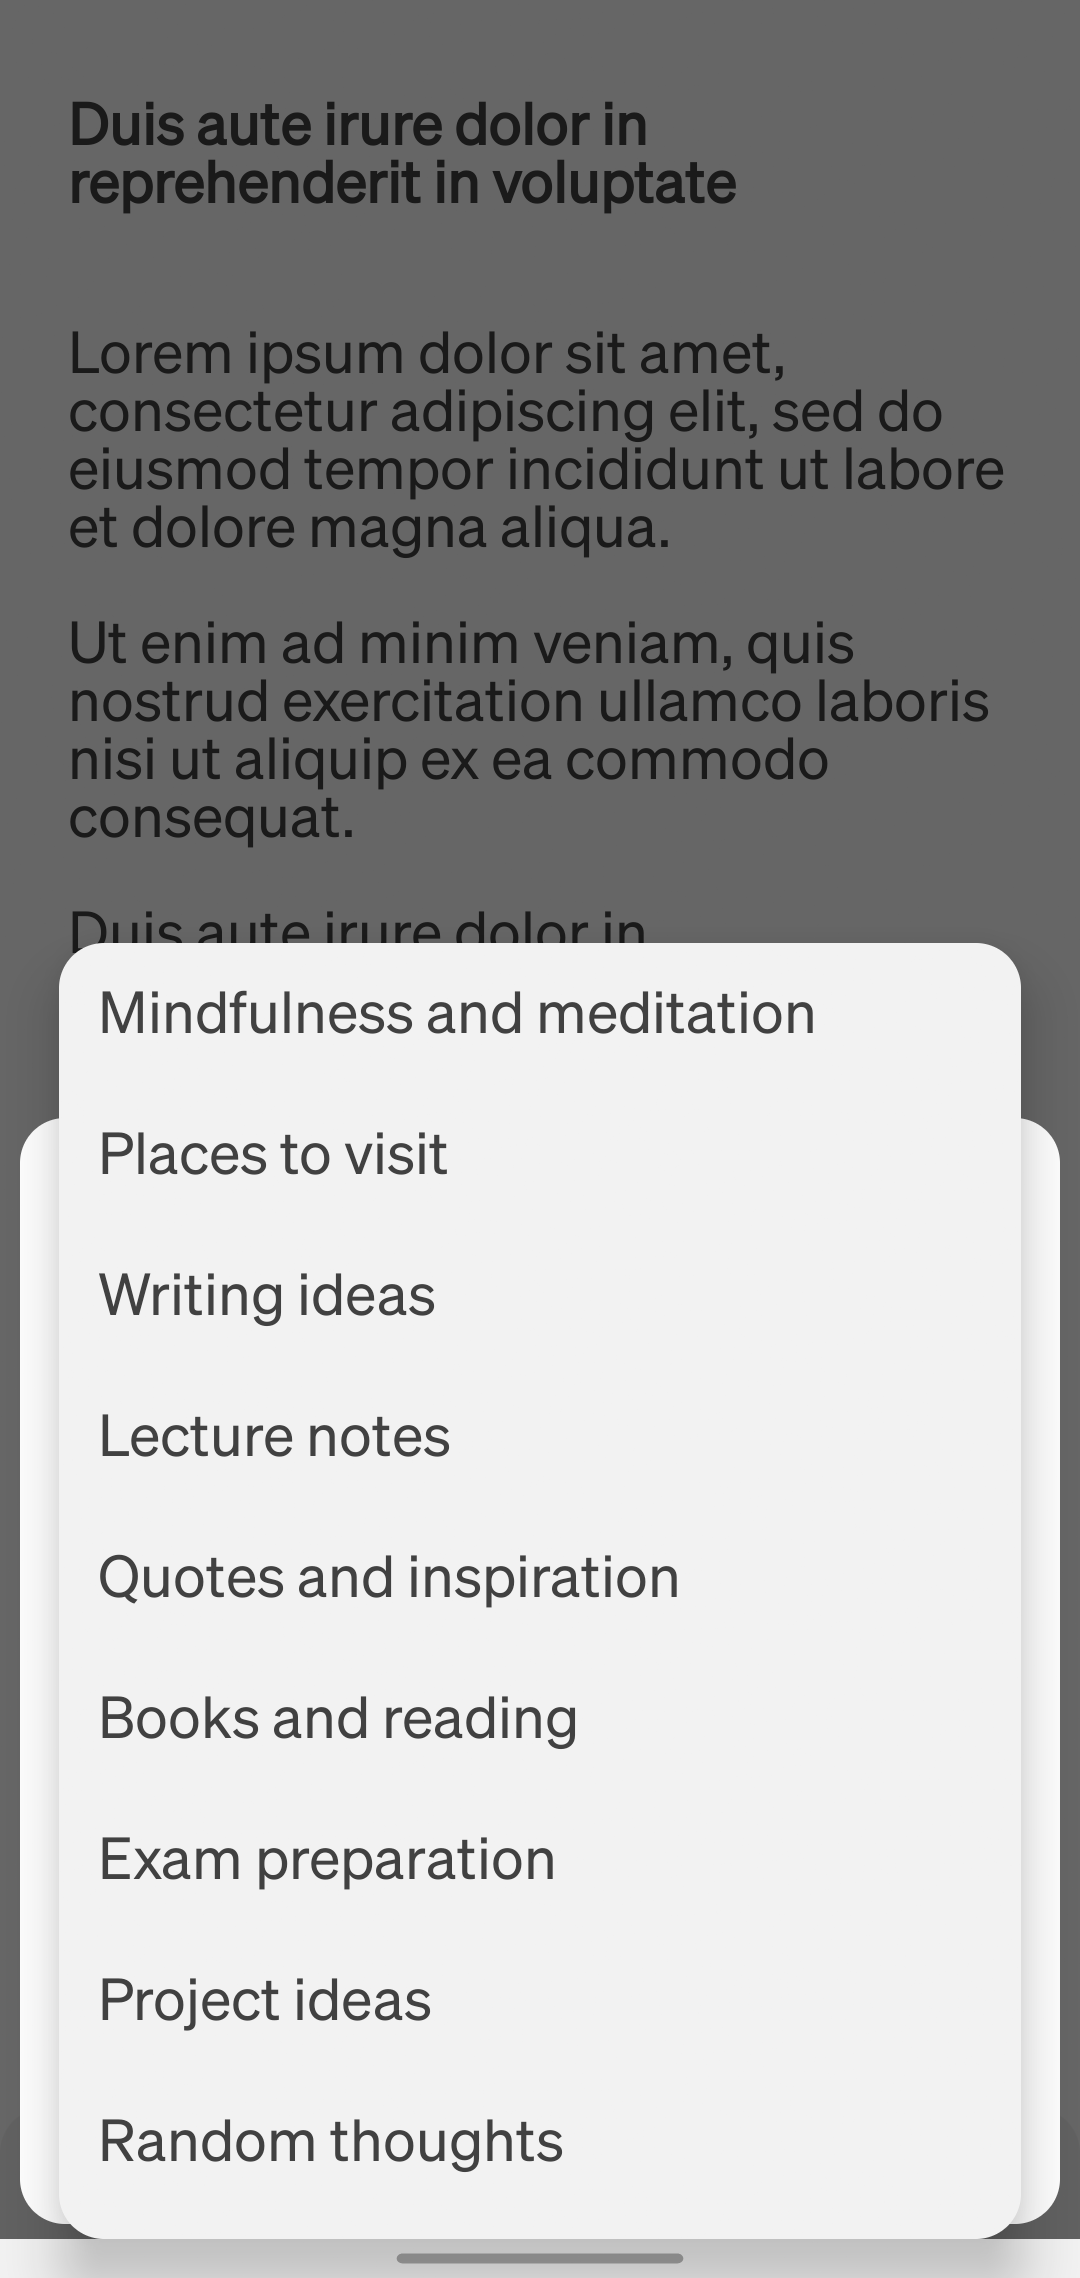 Duis aute irure dolor in
reprehenderit in voluptate
Lorem ipsum dolor sit amet,
consectetur adipiscing elit, sed do
eiusmod tempor incididunt ut labore
et dolore magna aliqua.
Ut enim ad minim veniam, quis
nostrud exercitation ullamco laboris
nisi ut aliquip ex ea commodo
consequat.
Duis aute irure dolor in
Mindfulness and meditation
Places to visit
Writing ideas
Lecture notes
Quotes and inspiration
Books and reading
Exam preparation
Project ideas
Random thoughts